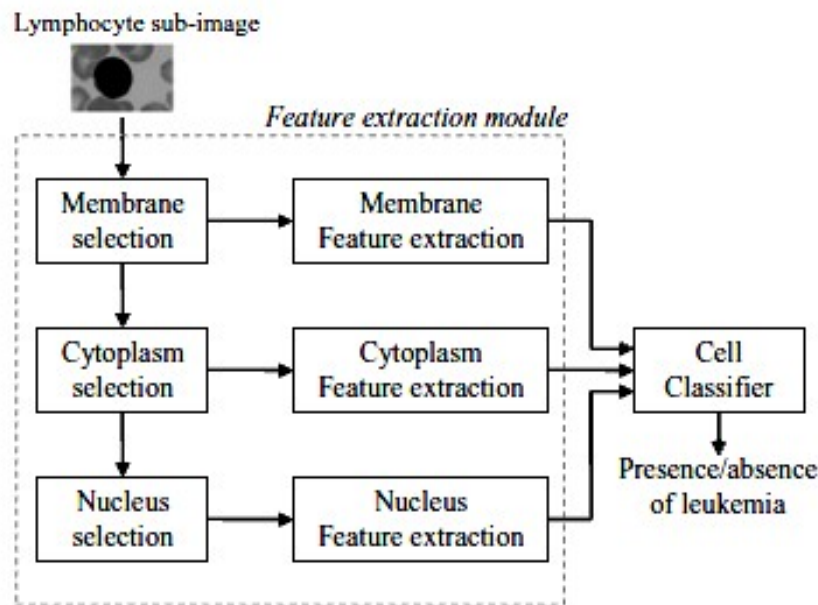 Lymphocyte sub-image
Feature extraction module
Membrane
selection
Membrane
Feature extraction
Cytoplasm
selection
Cytoplasm
Feature extraction
Cell
Classifier
Nucleus
selection
Nucleus
Feature extraction
Presence/absence
of leukemia